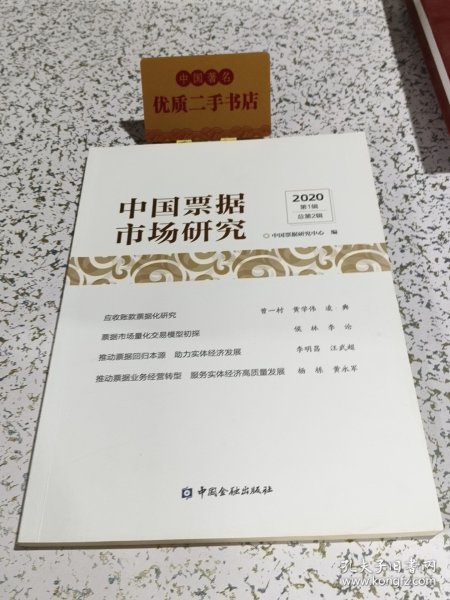 中国著名
优质二手书店
中国票据
市场研究
2020
第1辑
总第2辑
中国票据研究中心 编
应收账款票据化研究 曾一村 黄学伟 凌典
票据市场量化交易模型初探 侯林 李论
推动票据回归本源 助力实体经济发展 李明昌 汪武超
推动票据业务经营转型 服务实体经济高质量发展 杨栋 黄永军
中国金融出版社
孔夫子旧书网
www.kongfz.com